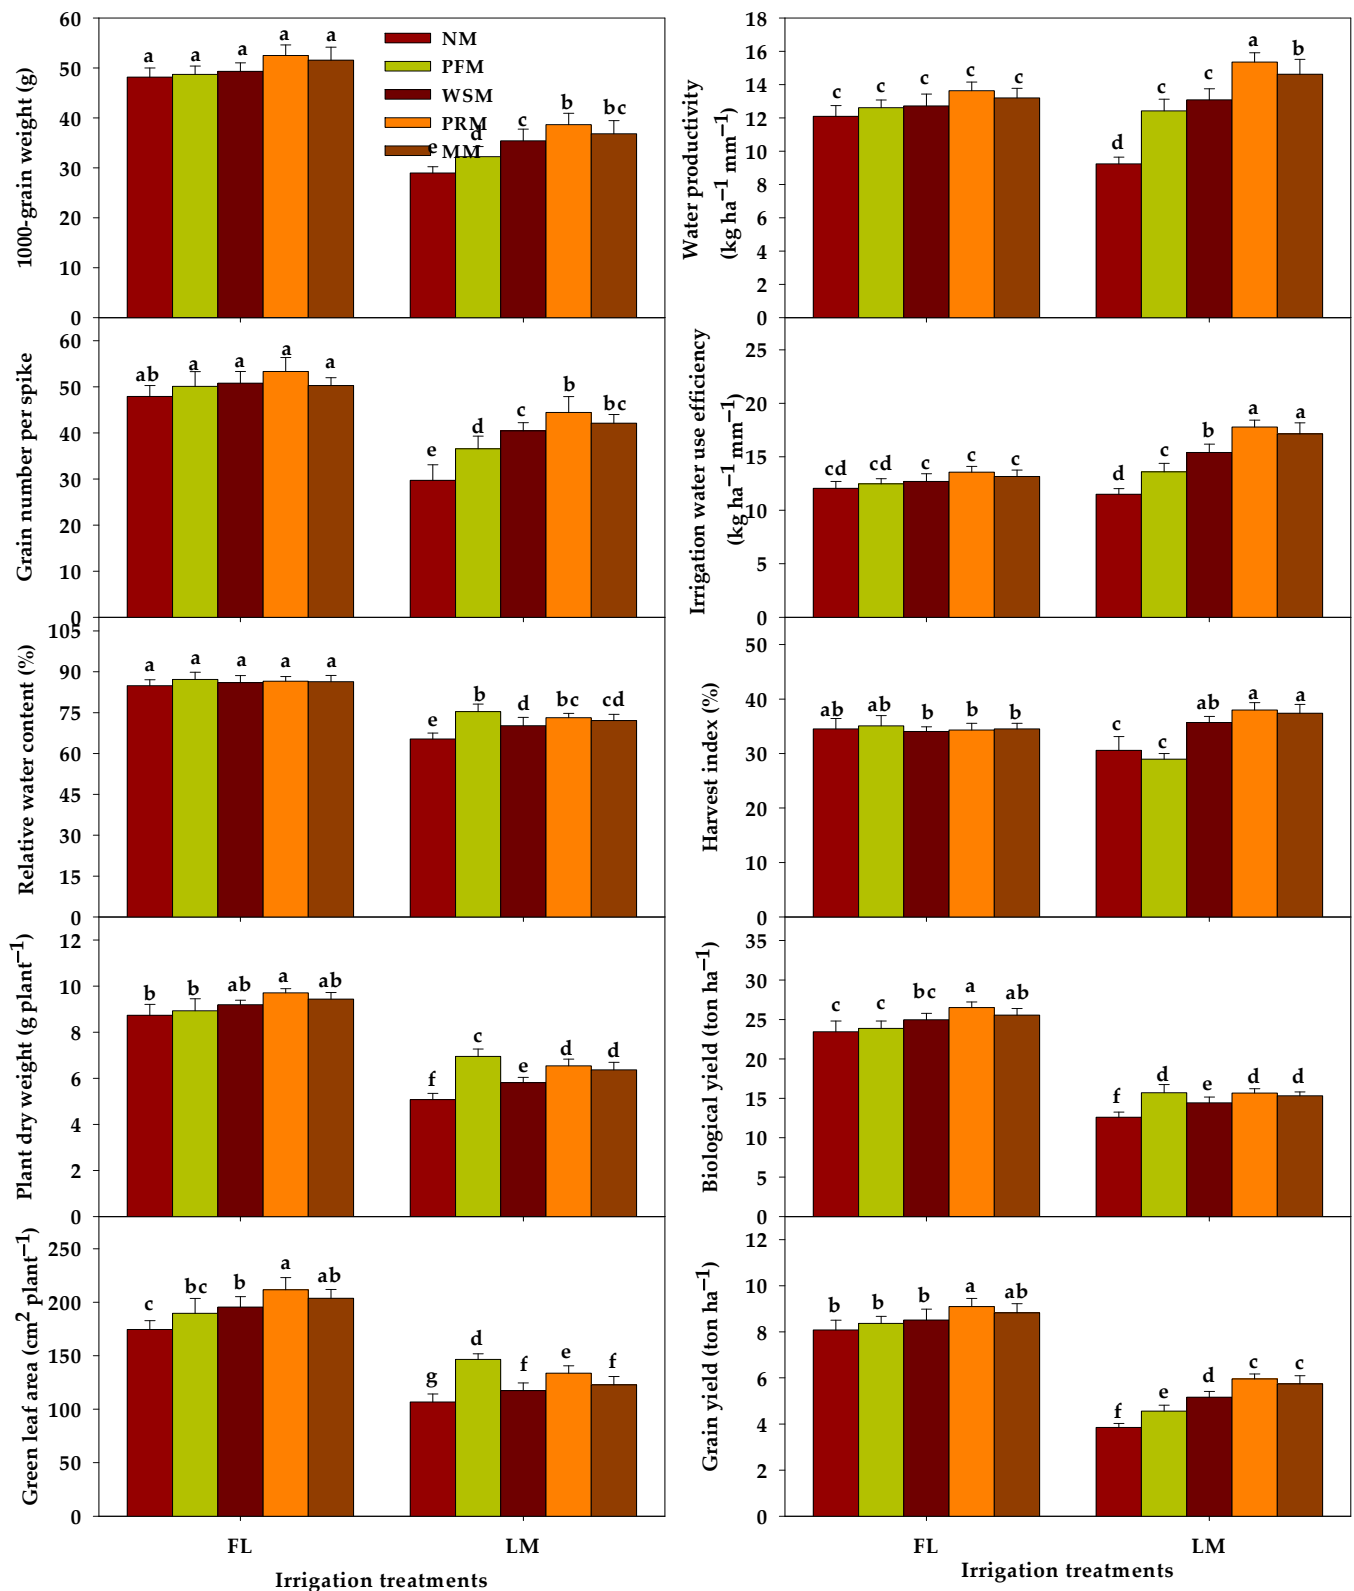 1000-grain weight (g)
60
50
40
30
20
10
0
a a a a a
e d c b bc
NM
PFM
WSM
PRM
MM
Water productivity
(kg ha−1 mm−1)
18
16
14
12
10
8
6
4
2
0
c c c c c
d c c a b
Grain number per spike
60
50
40
30
20
10
0
ab a a a a
e d c b bc
Irrigation water use efficiency
(kg ha−1 mm−1)
25
20
15
10
5
0
cd cd c c c
d c b a a
Relative water content (%)
105
90
75
60
45
30
15
0
a a a a a
e b d bc cd
Harvest index (%)
50
40
30
20
10
0
ab ab b b b
c c ab a a
Plant dry weight (g plant−1)
12
10
8
6
4
2
0
b b ab a ab
f c e d d
Biological yield (ton ha−1)
35
30
25
20
15
10
5
0
c c bc a ab
f d e d d
Green leaf area (cm2 plant−1)
250
200
150
100
50
0
c bc b a ab
g d f e f
FL LM
Irrigation treatments
Grain yield (ton ha−1)
12
10
8
6
4
2
0
b b b a ab
f e d c c
FL LM
Irrigation treatments